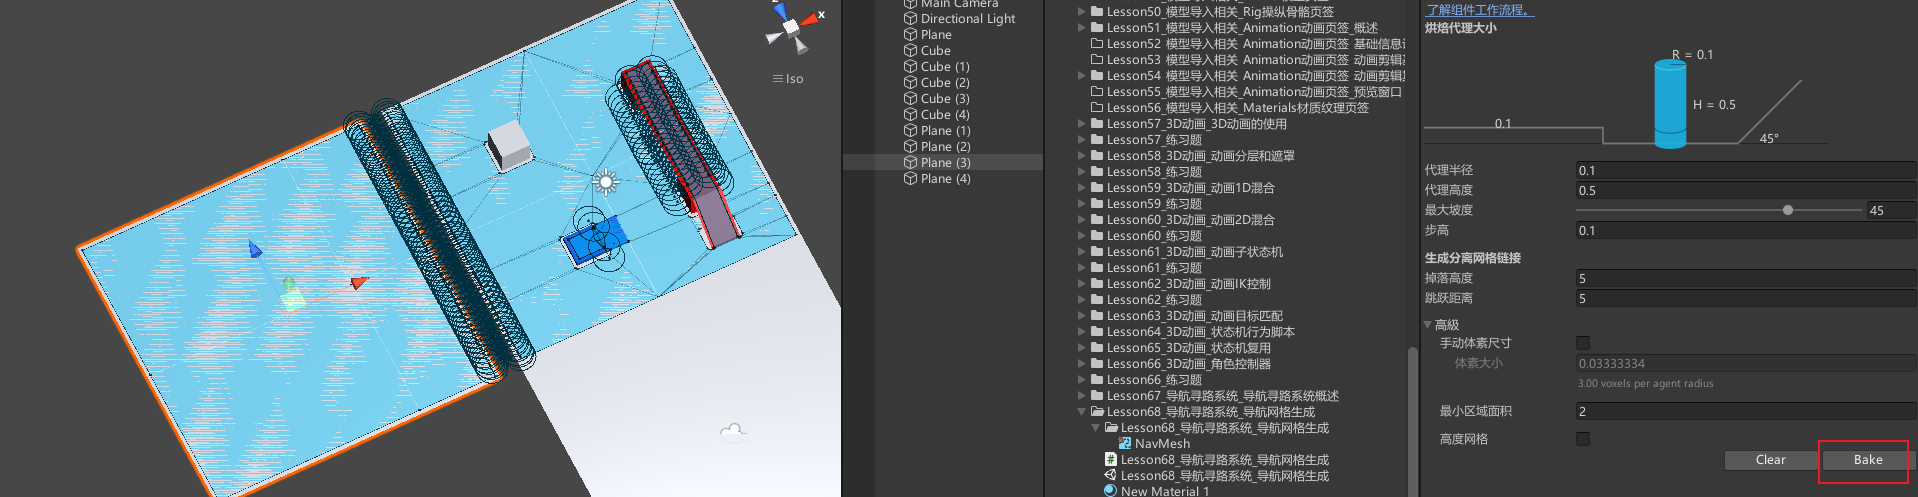 z
x
Iso
Main Camera
Directional Light
Plane
Cube
Cube (1)
Cube (2)
Cube (3)
Cube (4)
Plane (1)
Plane (2)
Plane (3)
Plane (4)
Lesson50_模型导入相关_Rig操纵骨骼页签
Lesson51_模型导入相关_Animation动画页签_概述
Lesson52_模型导入相关_Animation动画页签_基础信息
Lesson53_模型导入相关_Animation动画页签_动画剪辑
Lesson54_模型导入相关_Animation动画页签_动画剪辑
Lesson55_模型导入相关_Animation动画页签_预览窗口
Lesson56_模型导入相关_Materials材质纹理页签
Lesson57_3D动画_3D动画的使用
Lesson57_练习题
Lesson58_3D动画_动画分层和遮罩
Lesson58_练习题
Lesson59_3D动画_动画1D混合
Lesson59_练习题
Lesson60_3D动画_动画2D混合
Lesson60_练习题
Lesson61_3D动画_动画子状态机
Lesson61_练习题
Lesson62_3D动画_动画IK控制
Lesson62_练习题
Lesson63_3D动画_动画目标匹配
Lesson64_3D动画_状态机行为脚本
Lesson65_3D动画_状态机复用
Lesson66_3D动画_角色控制器
Lesson66_练习题
Lesson67_导航寻路系统_导航寻路系统概述
Lesson68_导航寻路系统_导航网格生成
Lesson68_导航寻路系统_导航网格生成
NavMesh
Lesson68_导航寻路系统_导航网格生成
Lesson68_导航寻路系统_导航网格生成
New Material 1
了解组件工作流程。
烘焙代理大小
R = 0.1
H = 0.5
0.1
45°
代理半径 0.1
代理高度 0.5
最大坡度 45
步高 0.1
生成分离网格链接
掉落高度 5
跳跃距离 5
高级
手动体素尺寸
体素大小 0.03333334
3.00 voxels per agent radius
最小区域面积 2
高度网格
Clear Bake